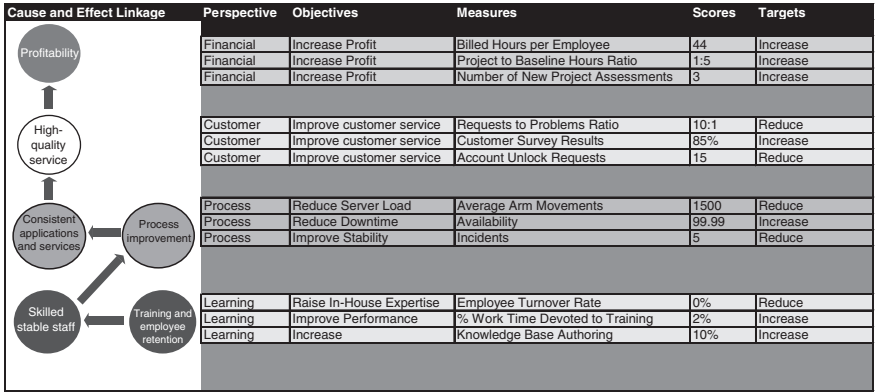 Cause and Effect Linkage Perspective Objectives Measures Scores Targets
Profitability
Financial Increase Profit Billed Hours per Employee 44 Increase
Financial Increase Profit Project to Baseline Hours Ratio 1:5 Increase
Financial Increase Profit Number of New Project Assessments 3 Increase
High-
quality
service
Customer Improve customer service Requests to Problems Ratio 10:1 Reduce
Customer Improve customer service Customer Survey Results 85% Increase
Customer Improve customer service Account Unlock Requests 15 Reduce
Consistent
applications
and services
Process
improvement
Process Reduce Server Load Average Arm Movements 1500 Reduce
Process Reduce Downtime Availability 99.99 Increase
Process Improve Stability Incidents 5 Reduce
Skilled
stable staff
Training and
employee
retention
Learning Raise In-House Expertise Employee Turnover Rate 0% Reduce
Learning Improve Performance % Work Time Devoted to Training 2% Increase
Learning Increase Knowledge Base Authoring 10% Increase